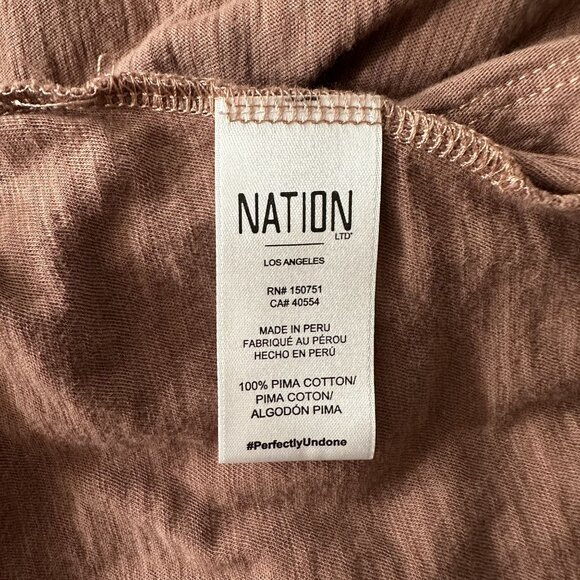 NATION
LTD
LOS ANGELES
RN# 150751
CA# 40554
MADE IN PERU
FABRIQUÉ AU PÉROU
HECHO EN PERÚ
100% PIMA COTTON/
PIMA COTON/
ALGODÓN PIMA
#PerfectlyUndone